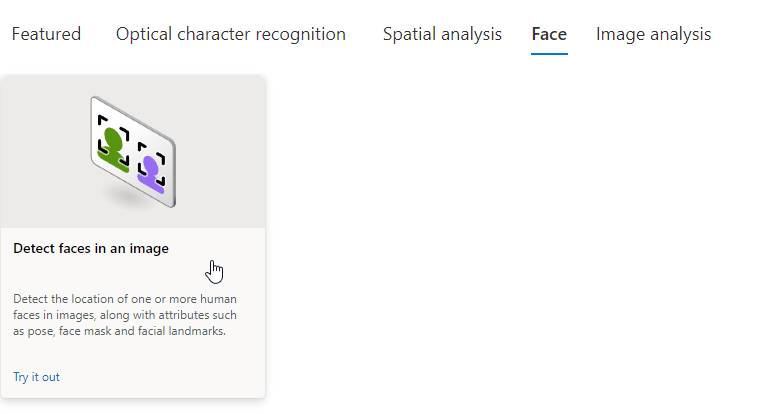 Featured Optical character recognition Spatial analysis Face Image analysis
Detect faces in an image
Detect the location of one or more human
faces in images, along with attributes such
as pose, face mask and facial landmarks.
Try it out